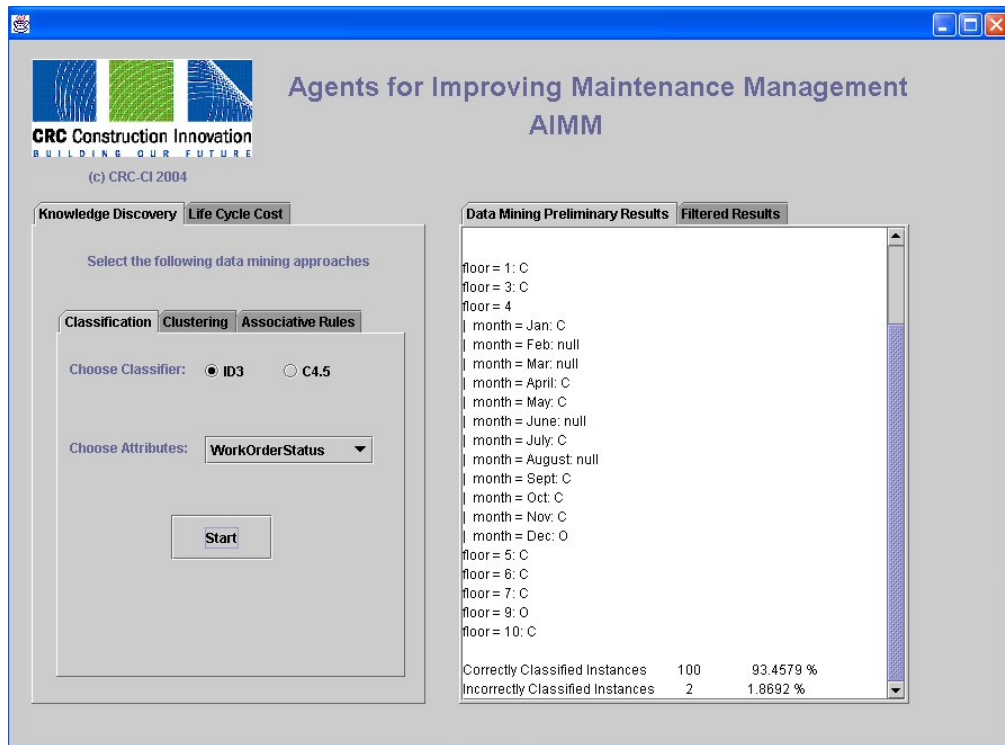 Agents for Improving Maintenance Management
AIMM
CRC Construction Innovation
BUILDING OUR FUTURE
(c) CRC-CI 2004
Knowledge Discovery
Life Cycle Cost
Select the following data mining approaches
Classification
Clustering
Associative Rules
Choose Classifier:
ID3
C4.5
Choose Attributes:
WorkOrderStatus
Start
Data Mining Preliminary Results
Filtered Results
floor = 1: C
floor = 3: C
floor = 4
| month = Jan: C
| month = Feb: null
| month = Mar: null
| month = April: C
| month = May: C
| month = June: null
| month = July: C
| month = August: null
| month = Sept: C
| month = Oct: C
| month = Nov: C
| month = Dec: O
floor = 5: C
floor = 6: C
floor = 7: C
floor = 9: O
floor = 10: C
Correctly Classified Instances 100 93.4579 %
Incorrectly Classified Instances 2 1.8692 %